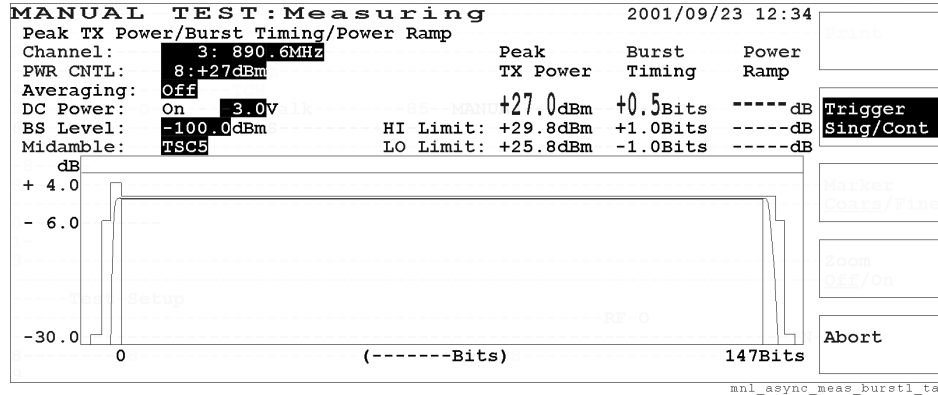 MANUAL TEST:Measuring 2001/09/23 12:34
Peak TX Power/Burst Timing/Power Ramp
Channel: 3: 890.6MHz Peak Burst Power
PWR CNTL: 8:+27dBm TX Power Timing Ramp
Averaging: Off
DC Power: On -3.0V +27.0dBm +0.5Bits -----dB
BS Level: -100.0dBm HI Limit: +29.8dBm +1.0Bits -----dB
Midamble: TSC5 LO Limit: +25.8dBm -1.0Bits -----dB
dB
+ 4.0
- 6.0
-30.0
0 (-------Bits) 147Bits
Print
Trigger
Sing/Cont
Marker
Coars/Fine
Zoom
Off/On
Abort
Test Setup
RF O
mnl_async_meas_burst1_ta